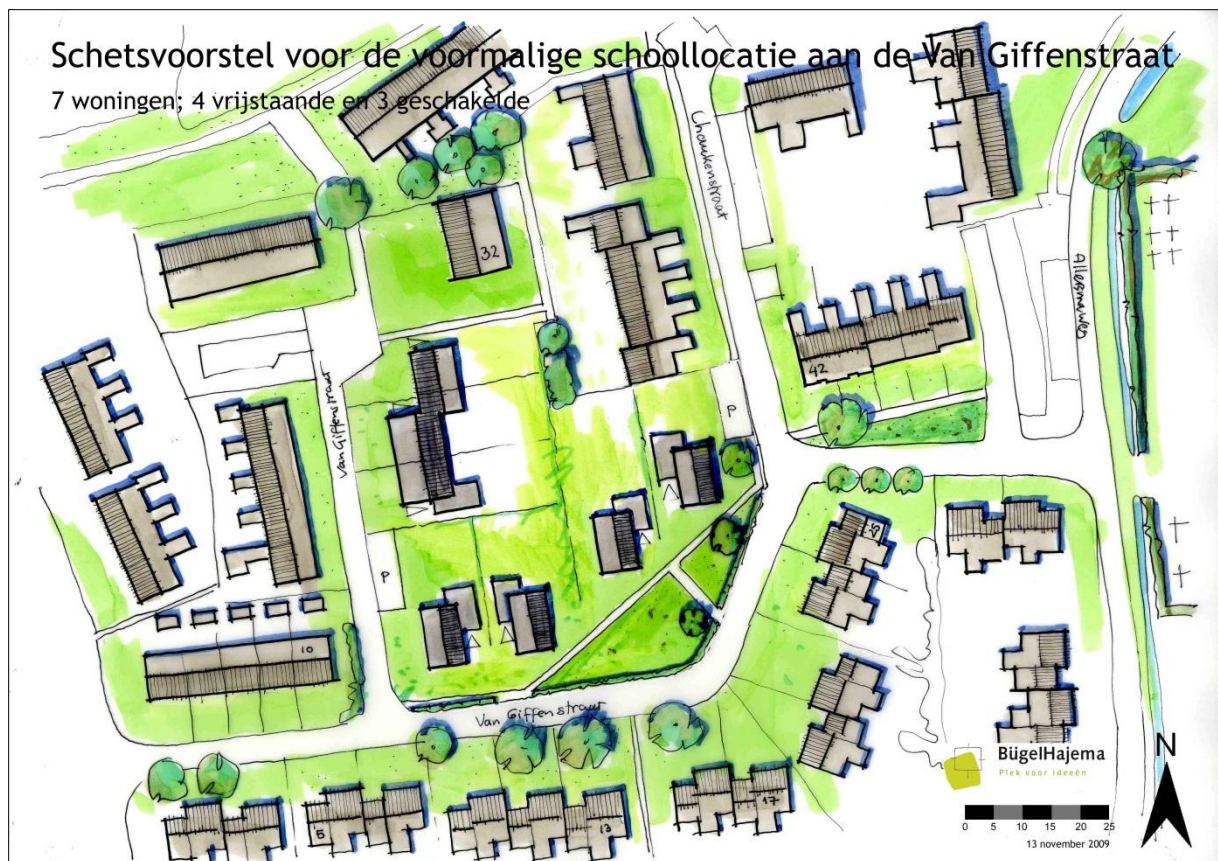 Schetsvoorstel voor de voormalige schoollocatie aan de Van Giffenstraat
7 woningen; 4 vrijstaande en 3 geschakelde
Chaukenstraat
32
Allersmaweg
42
van Giffenstraat
P
P
25
10
Van Giffenstraat
5
13
17
BügelHajema
Plek voor ideeën
N
0 5 10 15 20 25
13 november 2009